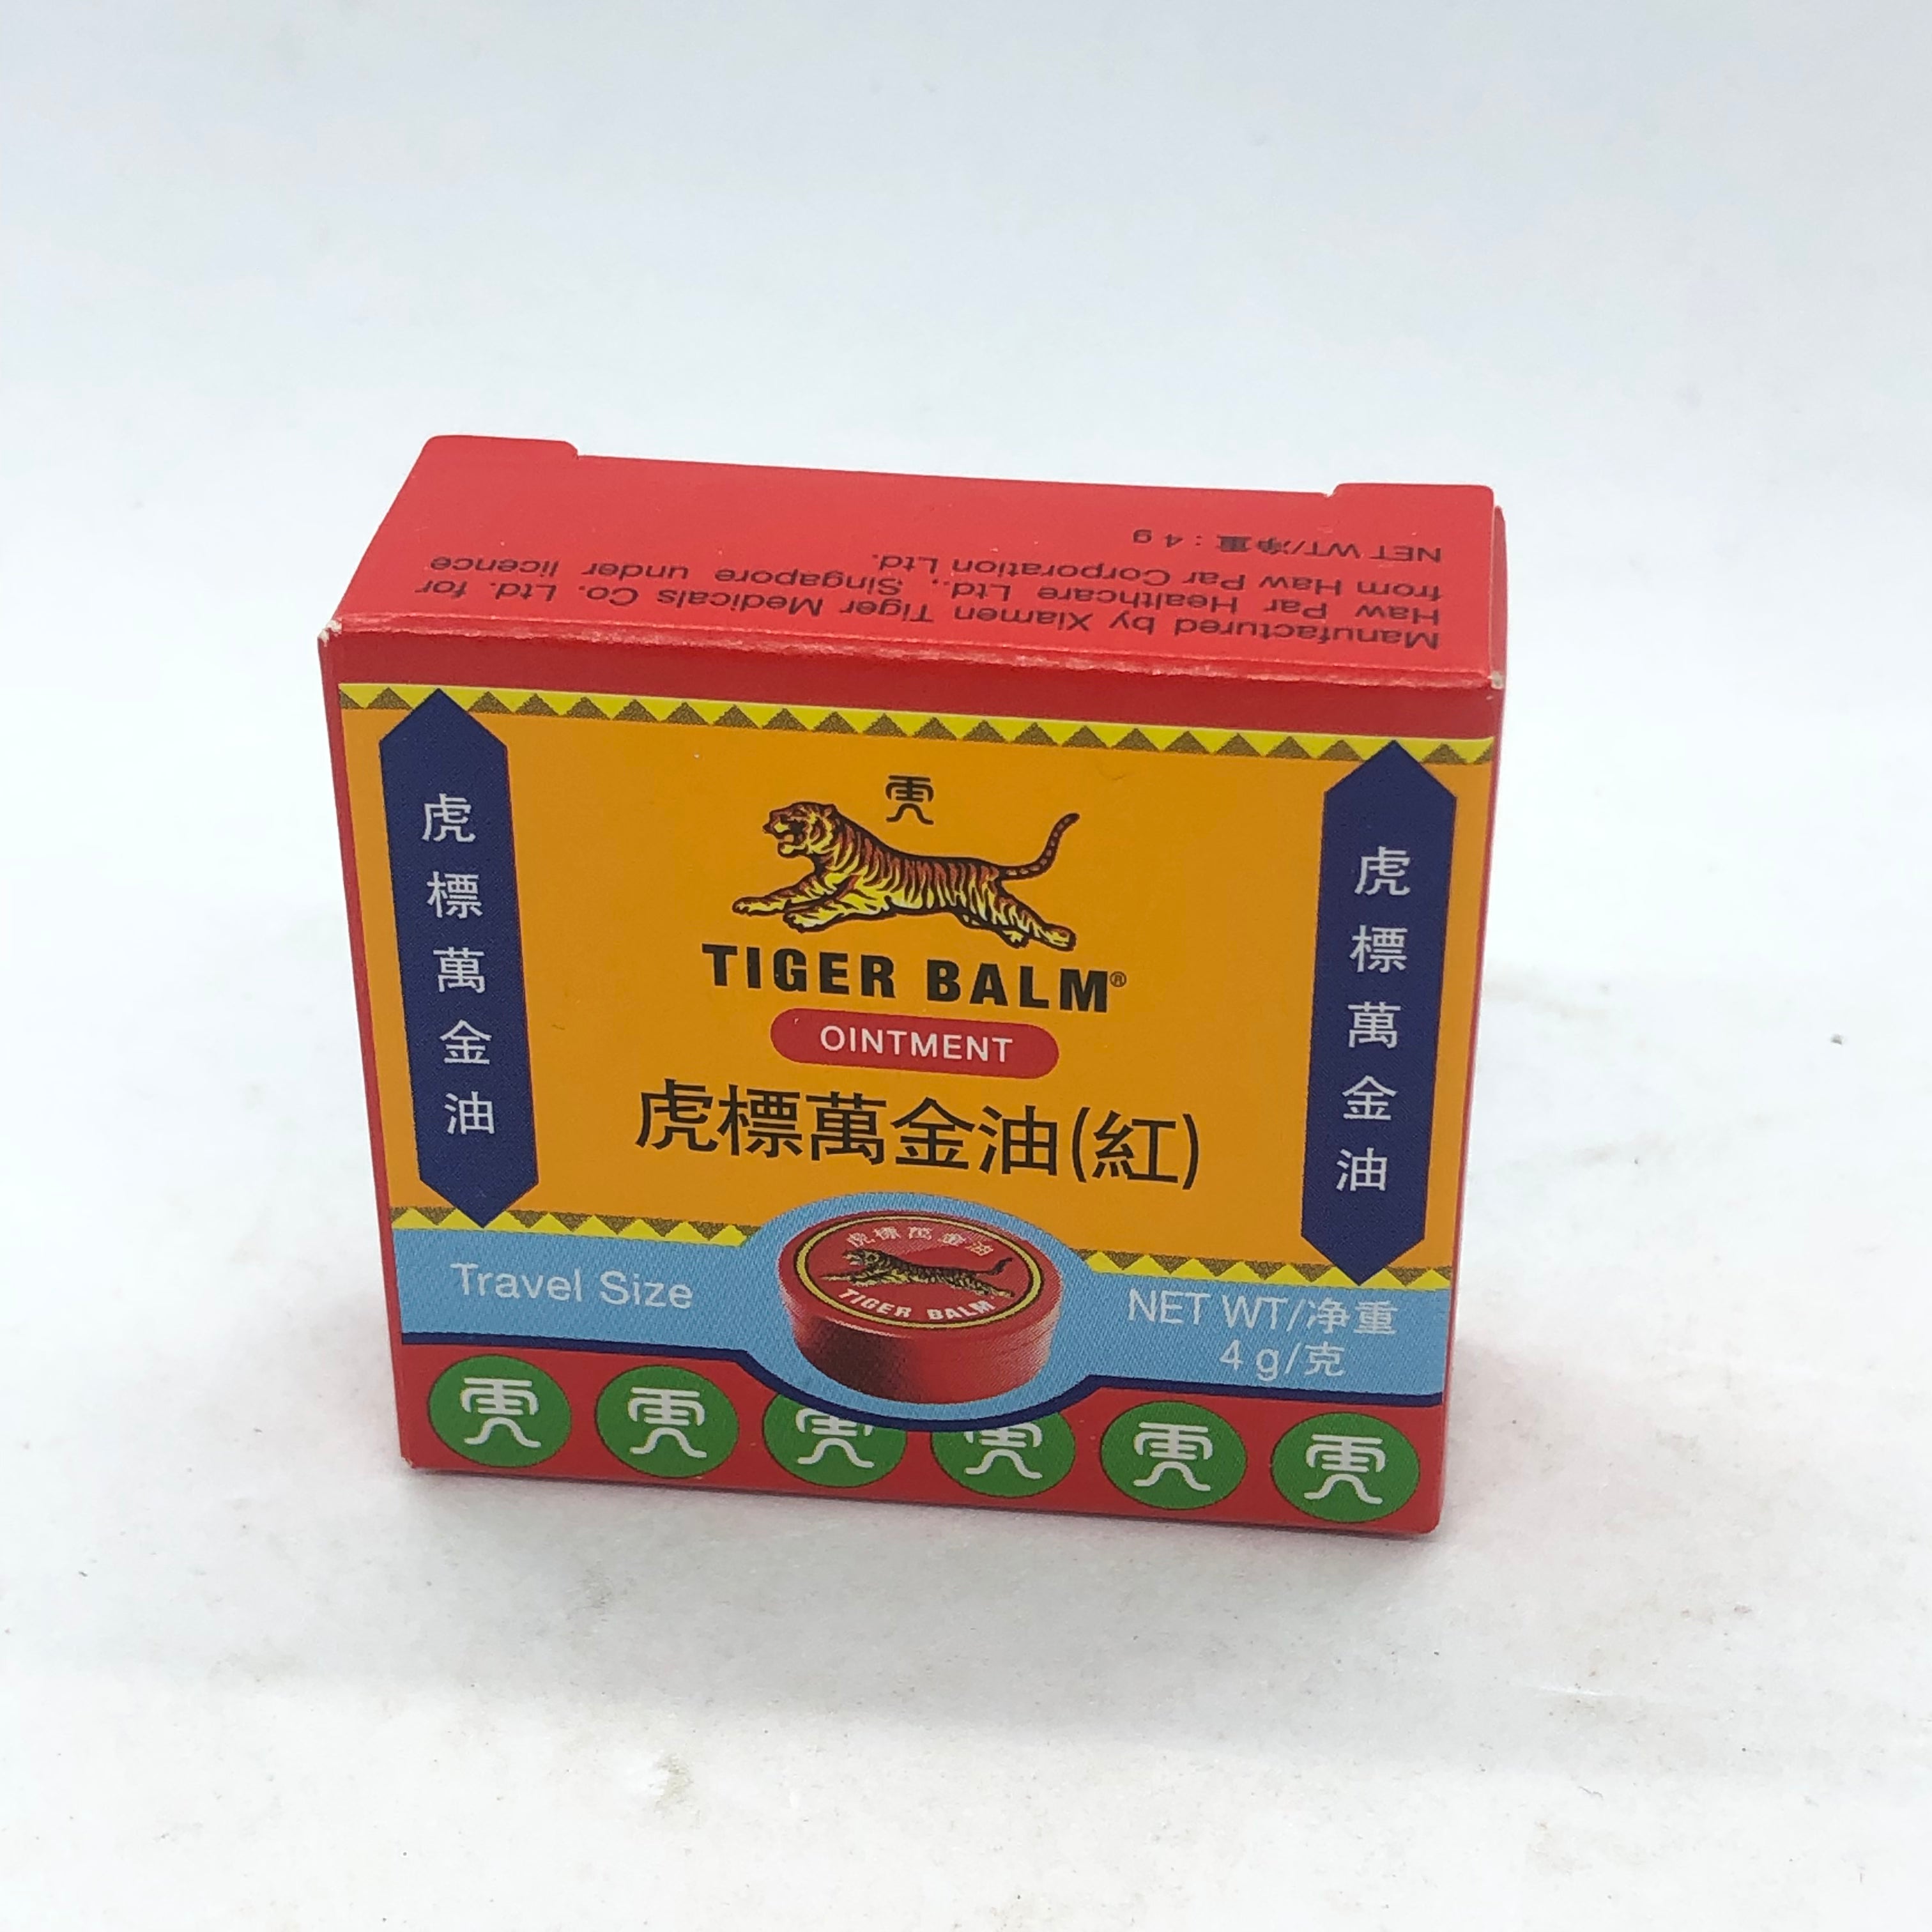 Manufactured by Xiamen Tiger Medicals Co. Ltd. for
Haw Par Healthcare Ltd., Singapore under licence
from Haw Par Corporation Ltd.
NET WT/净重 : 4 g
虎標萬金油
虎標萬金油
TIGER BALM®
OINTMENT
虎標萬金油(紅)
虎標萬金油
TIGER BALM
Travel Size
NET WT/净重
4 g/克